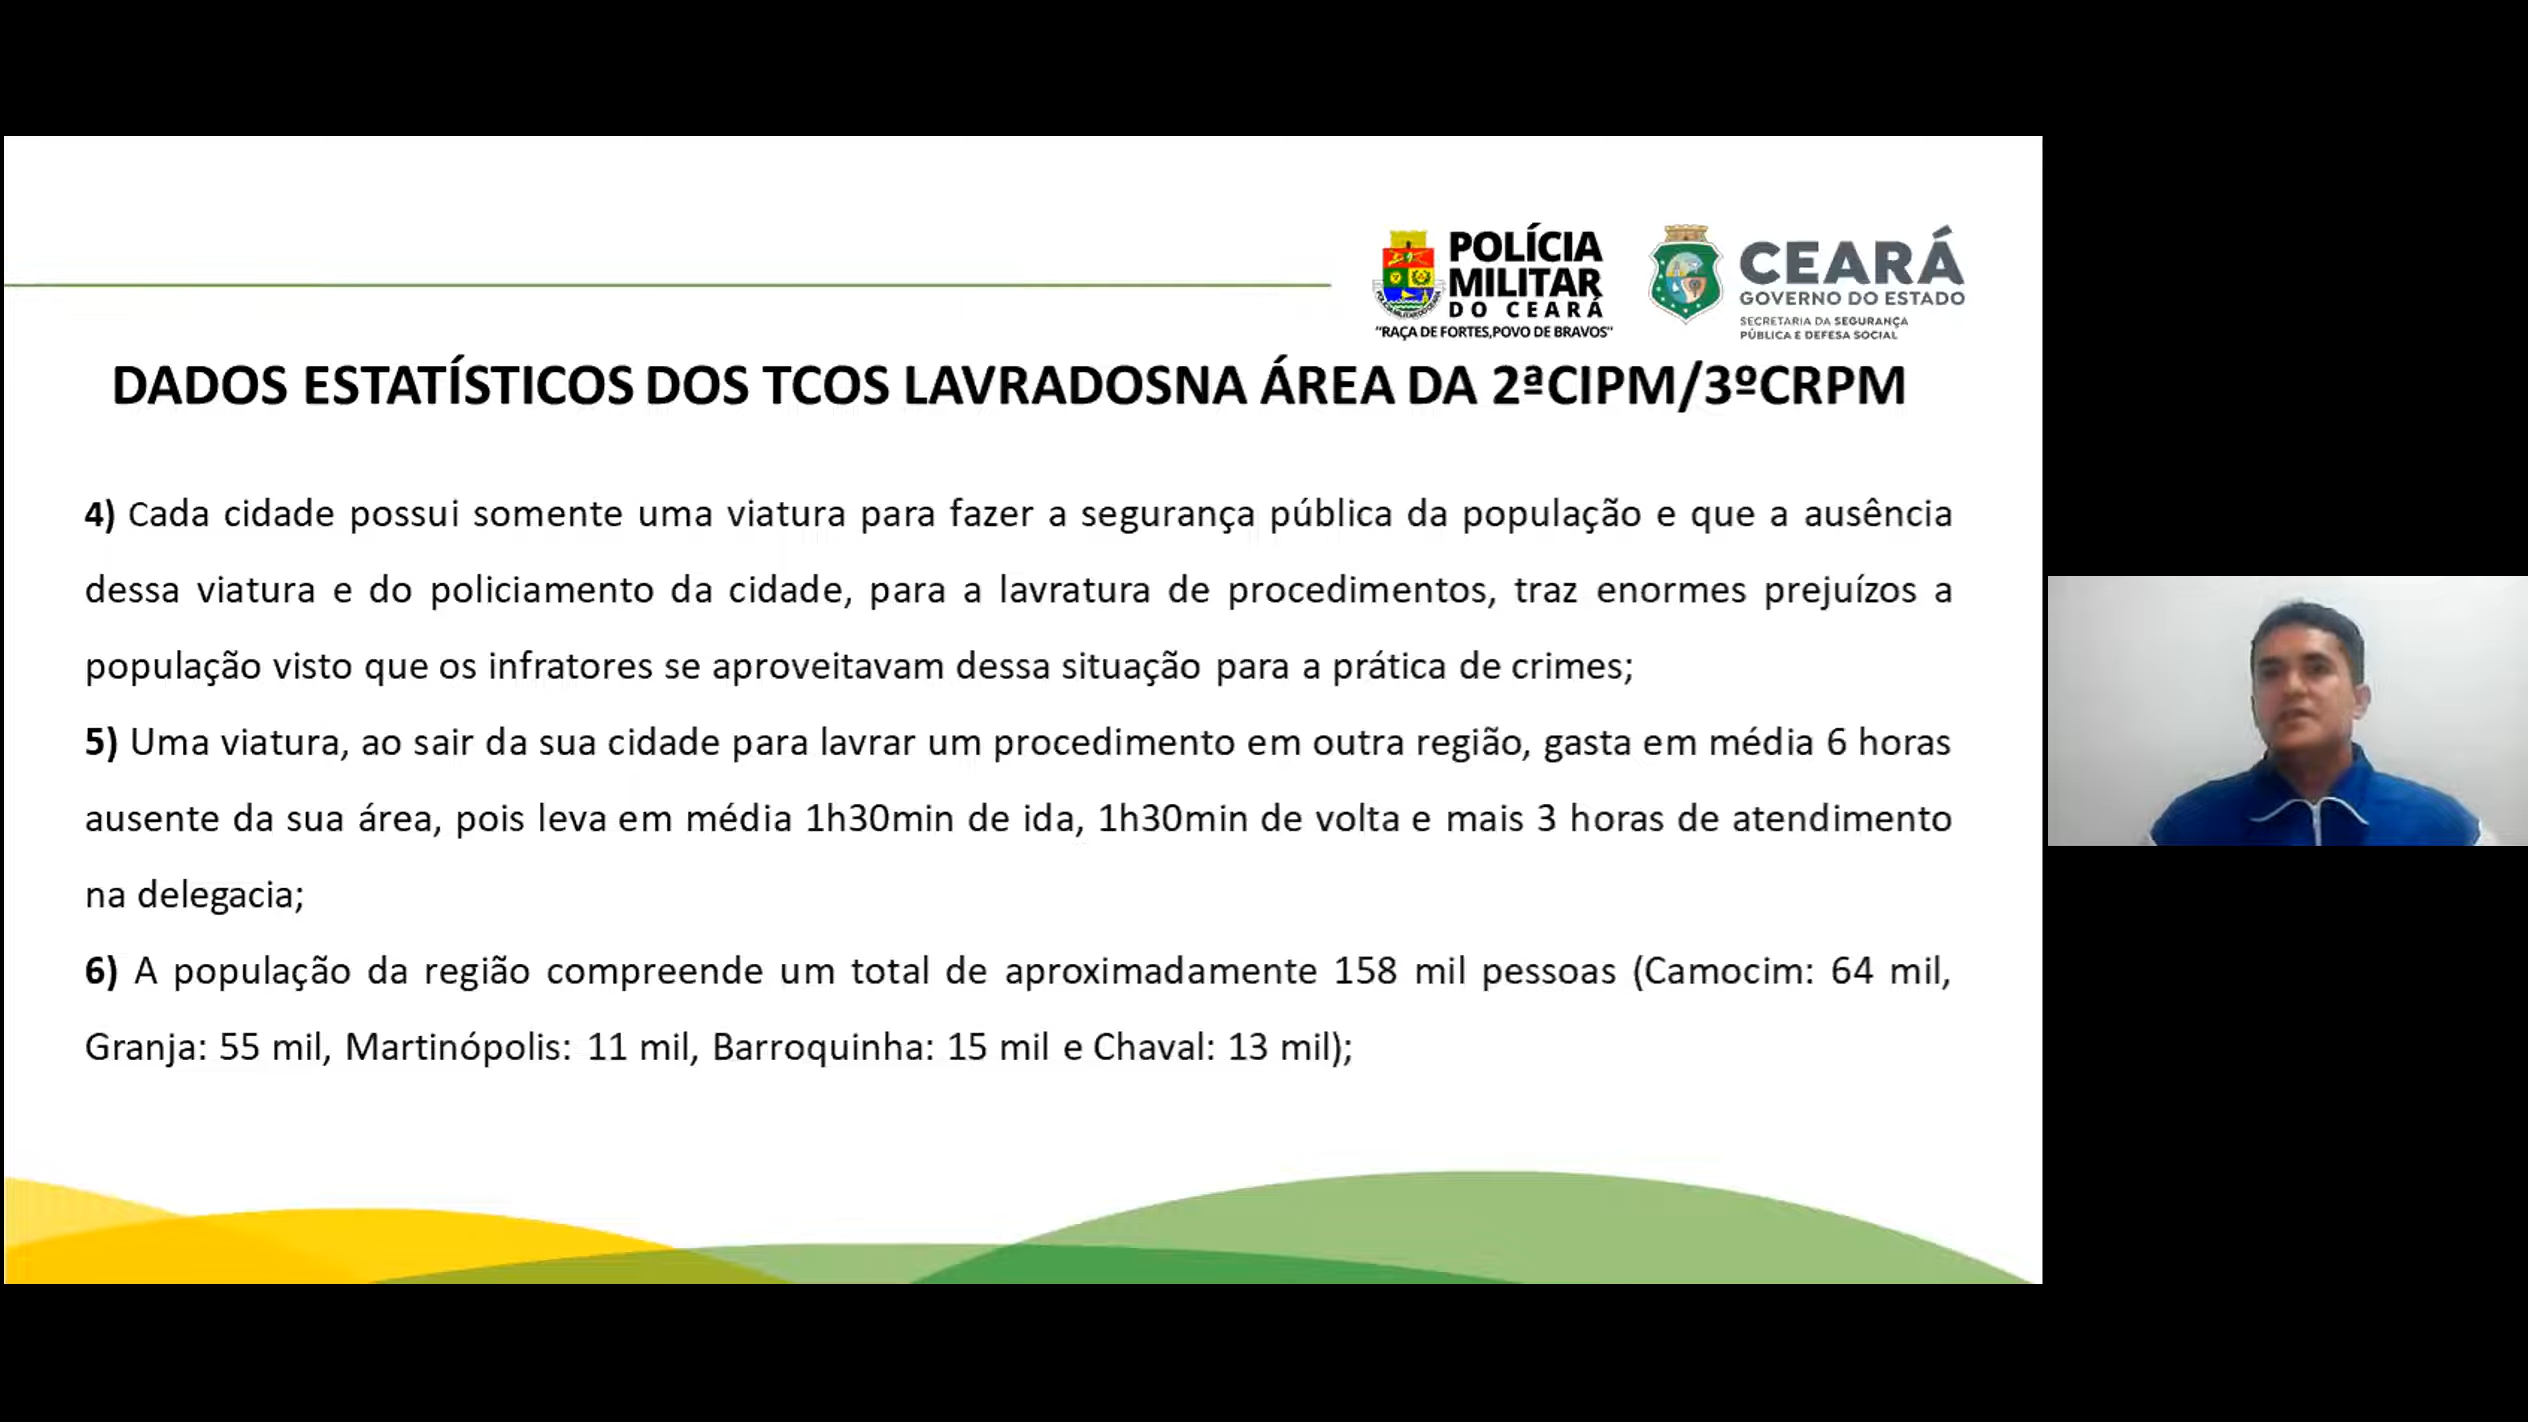 POLÍCIA
MILITAR
DO CEARÁ
"RAÇA DE FORTES,POVO DE BRAVOS"
CEARÁ
GOVERNO DO ESTADO
SECRETARIA DA SEGURANÇA
PÚBLICA E DEFESA SOCIAL
DADOS ESTATÍSTICOS DOS TCOS LAVRADOSNA ÁREA DA 2ªCIPM/3ºCRPM
4) Cada cidade possui somente uma viatura para fazer a segurança pública da população e que a ausência
dessa viatura e do policiamento da cidade, para a lavratura de procedimentos, traz enormes prejuízos a
população visto que os infratores se aproveitavam dessa situação para a prática de crimes;
5) Uma viatura, ao sair da sua cidade para lavrar um procedimento em outra região, gasta em média 6 horas
ausente da sua área, pois leva em média 1h30min de ida, 1h30min de volta e mais 3 horas de atendimento
na delegacia;
6) A população da região compreende um total de aproximadamente 158 mil pessoas (Camocim: 64 mil,
Granja: 55 mil, Martinópolis: 11 mil, Barroquinha: 15 mil e Chaval: 13 mil);